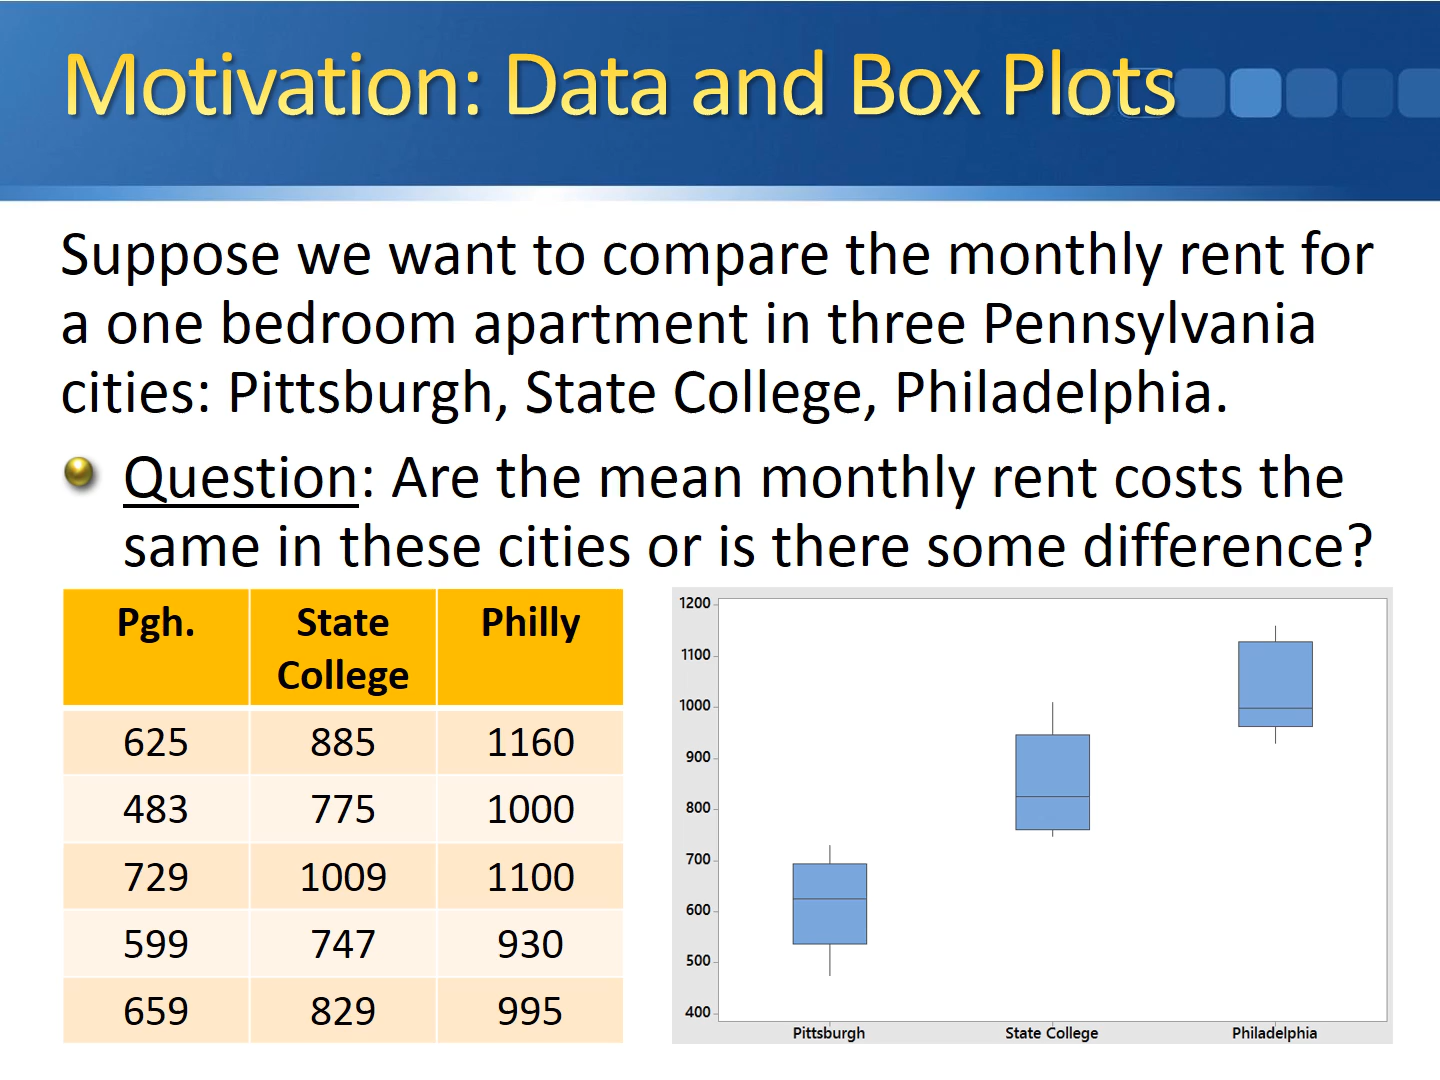 Motivation: Data and Box Plots
Suppose we want to compare the monthly rent for
a one bedroom apartment in three Pennsylvania
cities: Pittsburgh, State College, Philadelphia.
Question: Are the mean monthly rent costs the
same in these cities or is there some difference?
Pgh. State College Philly
625 885 1160
483 775 1000
729 1009 1100
599 747 930
659 829 995
1200
1100
1000
900
800
700
600
500
400
Pittsburgh State College Philadelphia